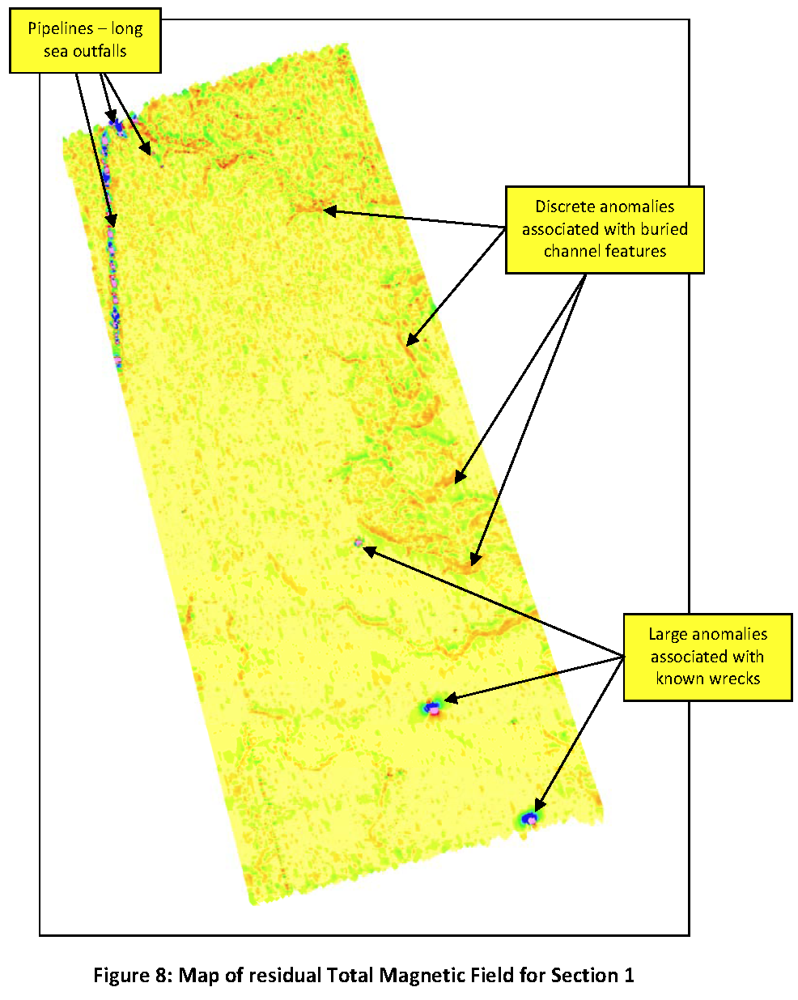 Pipelines – long
sea outfalls
Discrete anomalies
associated with buried
channel features
Large anomalies
associated with
known wrecks
Figure 8: Map of residual Total Magnetic Field for Section 1